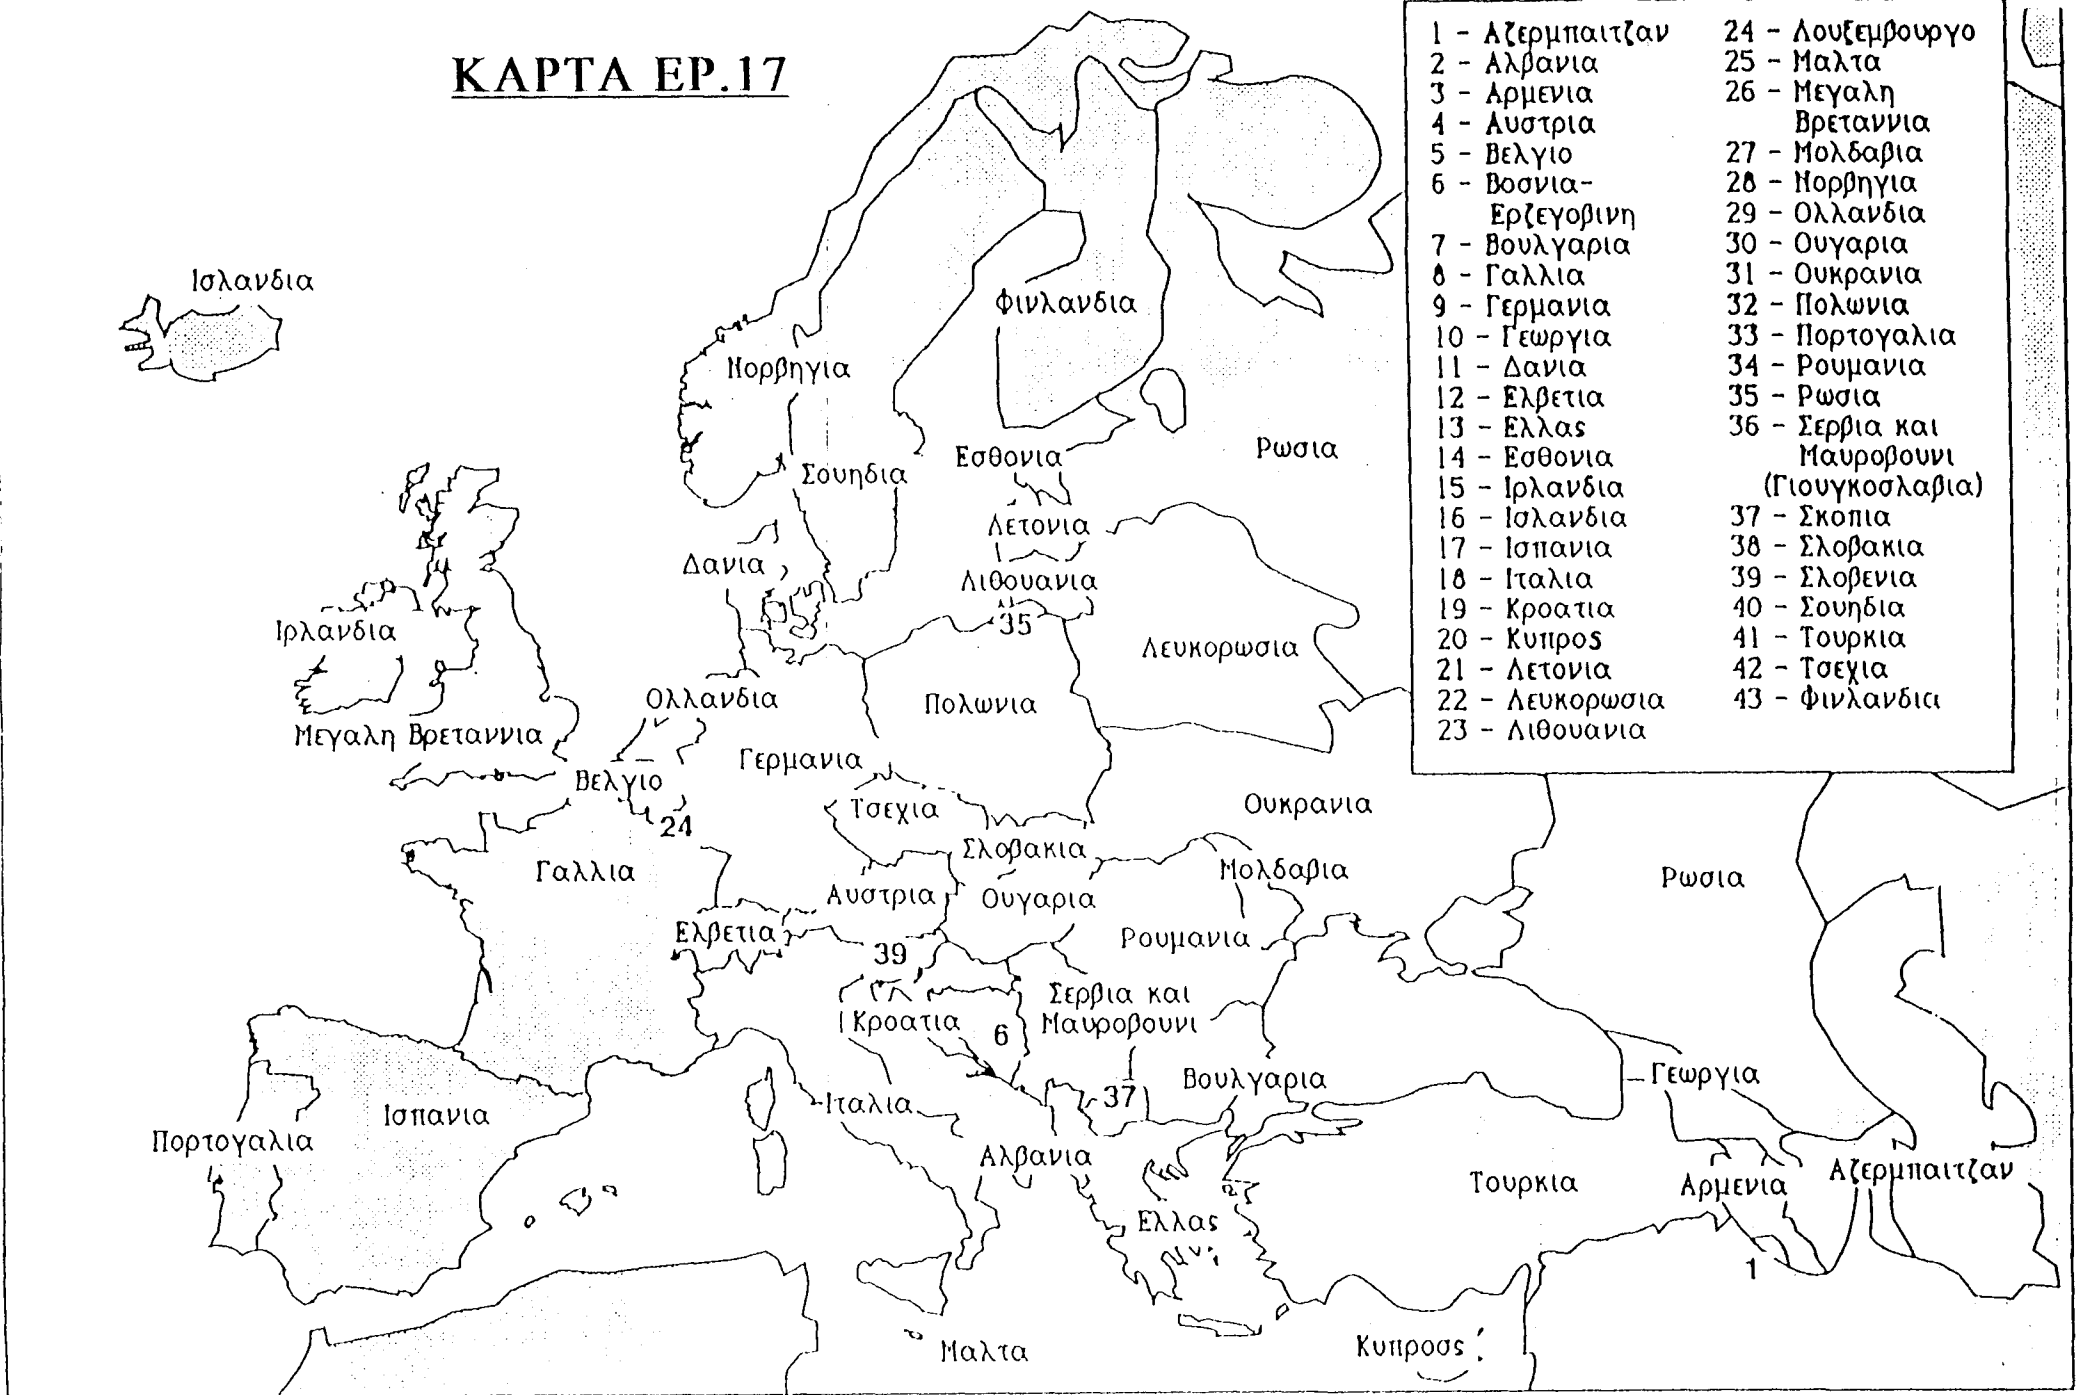 ΚΑΡΤΑ ΕΡ.17
1 - Αζερμπαιτζαν
2 - Αλβανια
3 - Αρμενια
4 - Αυστρια
5 - Βελγιο
6 - Βοσνια-
Ερζεγοβινη
7 - Βουλγαρια
8 - Γαλλια
9 - Γερμανια
10 - Γεωργια
11 - Δανια
12 - Ελβετια
13 - Ελλας
14 - Εσθονια
15 - Ιρλανδια
16 - Ισλανδια
17 - Ισπανια
18 - Ιταλια
19 - Κροατια
20 - Κυπρος
21 - Λετονια
22 - Λευκορωσια
23 - Λιθουανια
24 - Λουξεμβουργο
25 - Μαλτα
26 - Μεγαλη
Βρεταννια
27 - Μολδαβια
28 - Νορβηγια
29 - Ολλανδια
30 - Ουγαρια
31 - Ουκρανια
32 - Πολωνια
33 - Πορτογαλια
34 - Ρουμανια
35 - Ρωσια
36 - Σερβια και
Μαυροβουνι
(Γιουγκοσλαβια)
37 - Σκοπια
38 - Σλοβακια
39 - Σλοβενια
40 - Σουηδια
41 - Τουρκια
42 - Τσεχια
43 - Φινλανδια
Ισλανδια
Φινλανδια
Νορβηγια
Σουηδια
Εσθονια
Ρωσια
Λετονια
Δανια
Λιθουανια
35
Ιρλανδια
Λευκορωσια
Ολλανδια
Πολωνια
Μεγαλη Βρεταννια
Γερμανια
Βελγιο
Τσεχια
Ουκρανια
24
Σλοβακια
Γαλλια
Μολδαβια
Ρωσια
Αυστρια
Ουγαρια
Ελβετια
Ρουμανια
39
Σερβια και
Μαυροβουνι
Κροατια
6
Γεωργια
Βουλγαρια
37
Ιταλια
Ισπανια
Πορτογαλια
Αλβανια
Αζερμπαιτζαν
Τουρκια
Αρμενια
Ελλας
1
Κυπροσς
Μαλτα